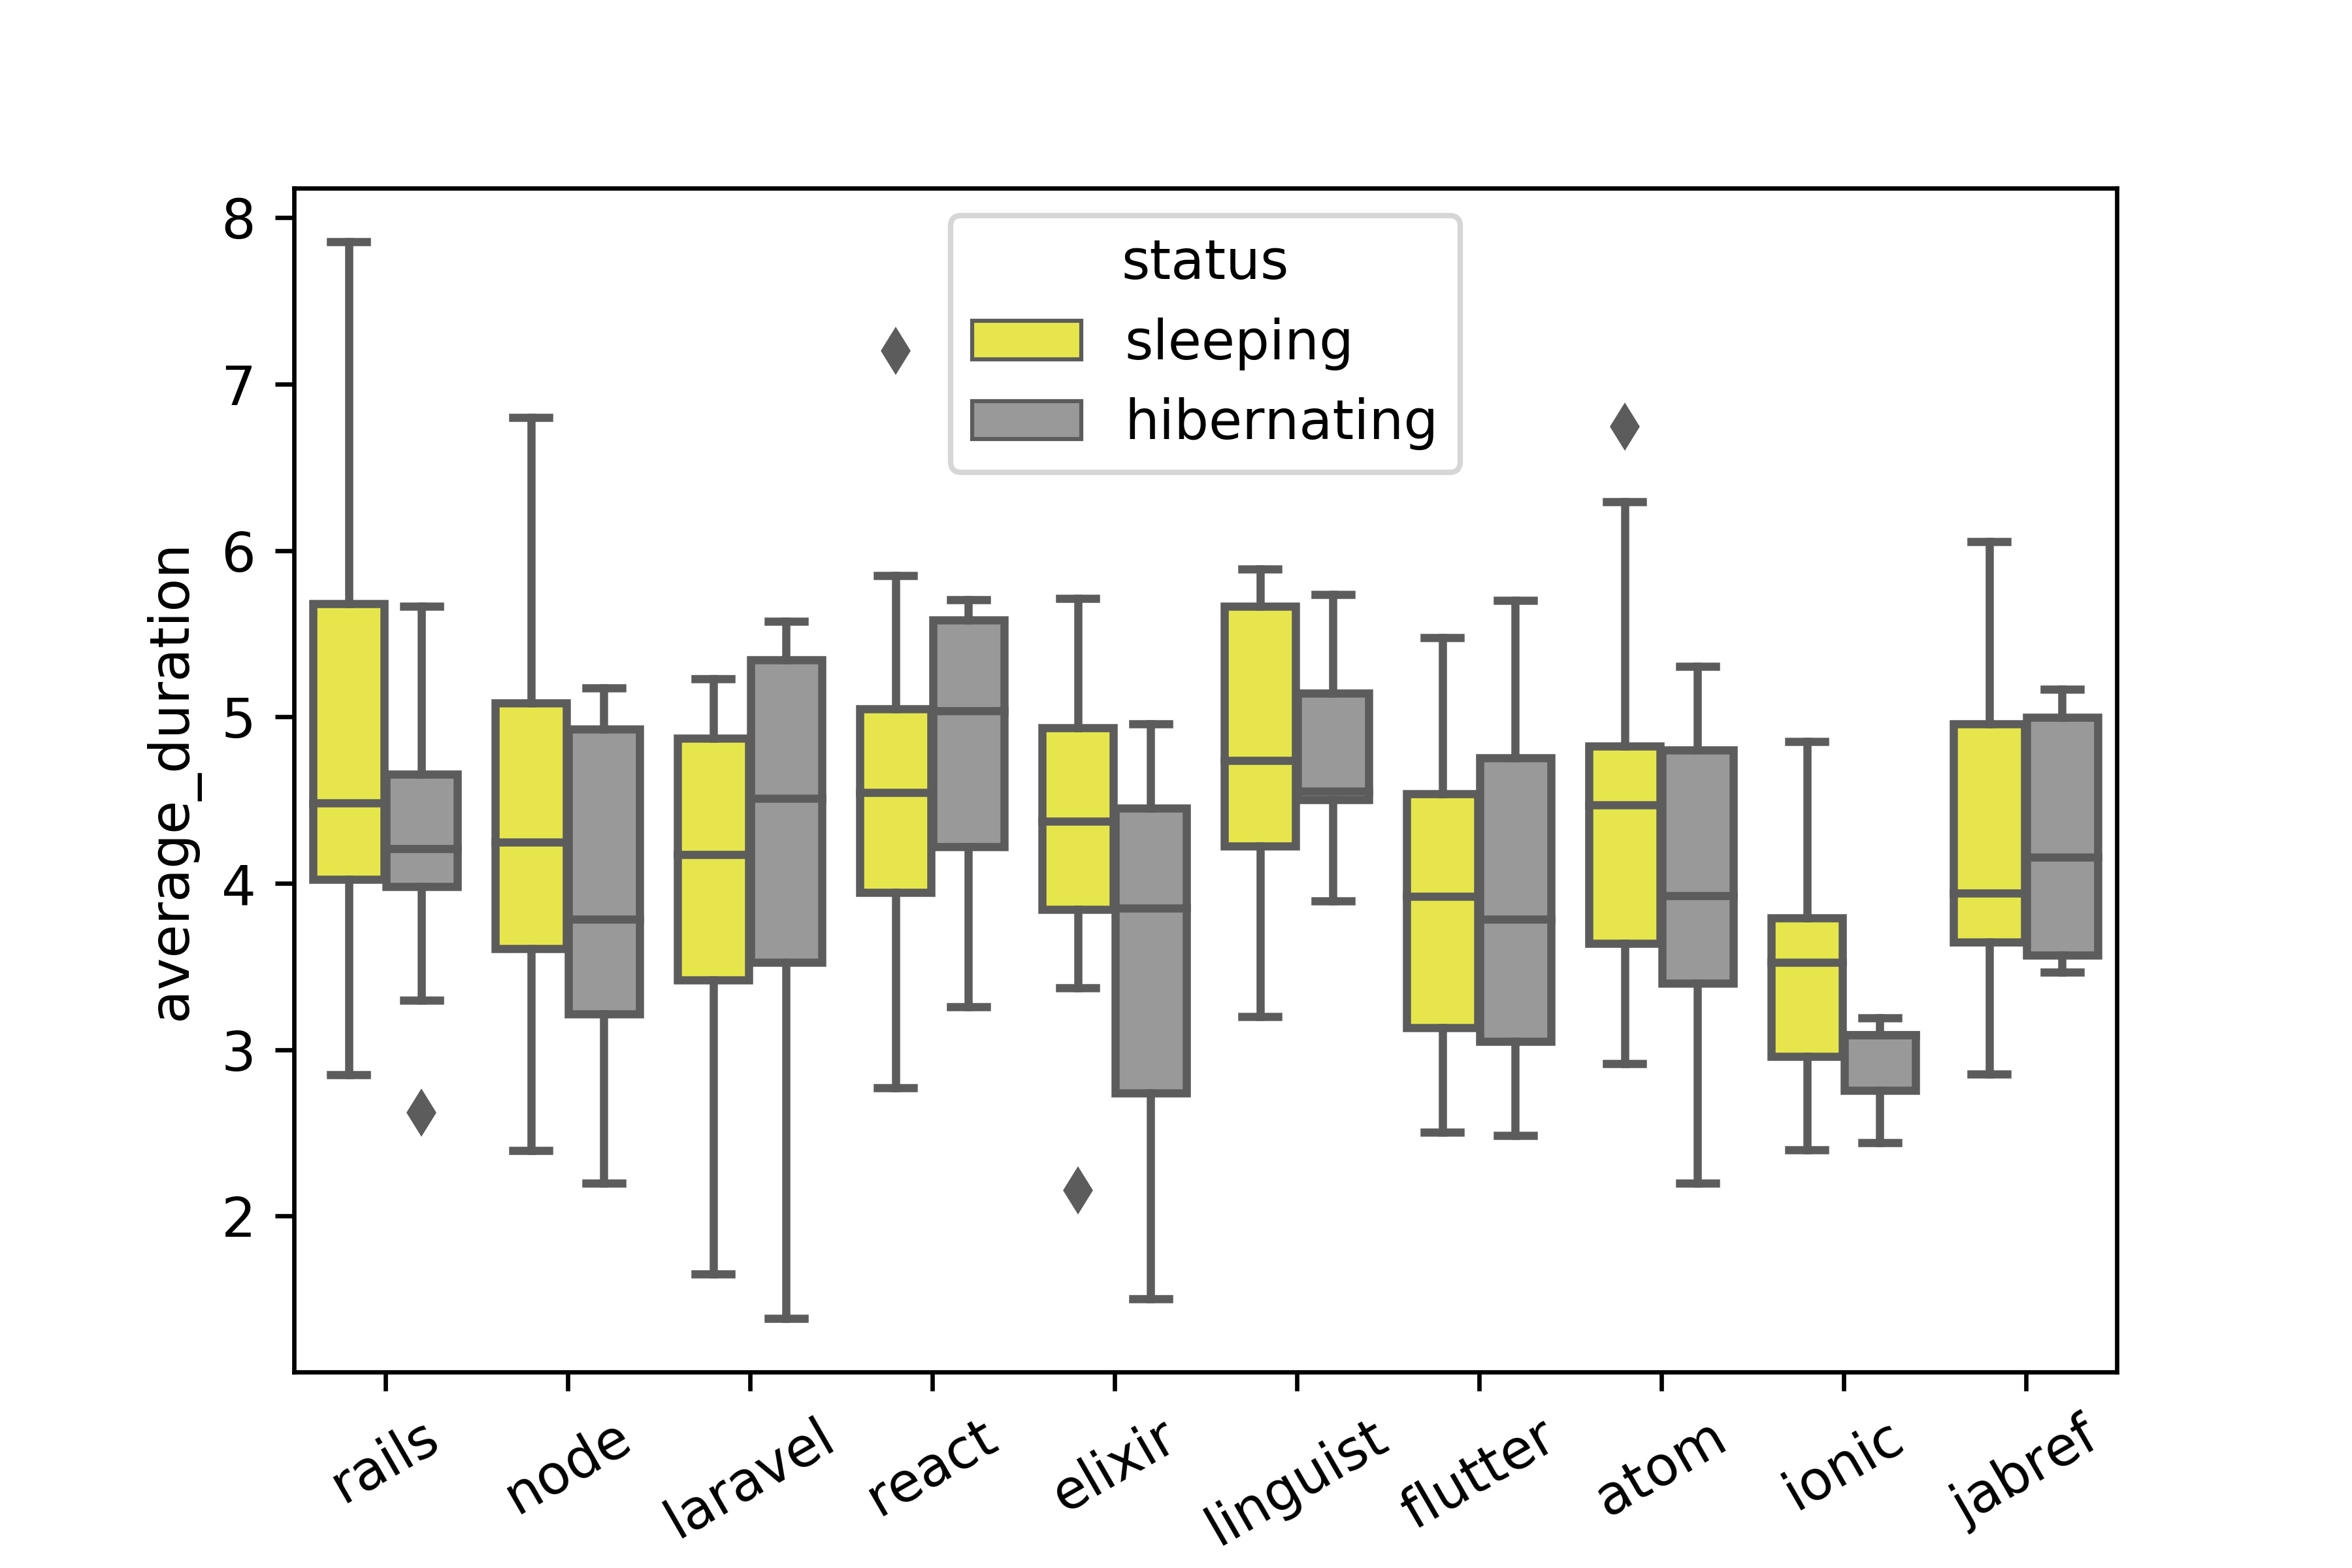 status
sleeping
hibernating
average_duration
8
7
6
5
4
3
2
rails
node
laravel
react
elixir
linguist
flutter
atom
ionic
jabref